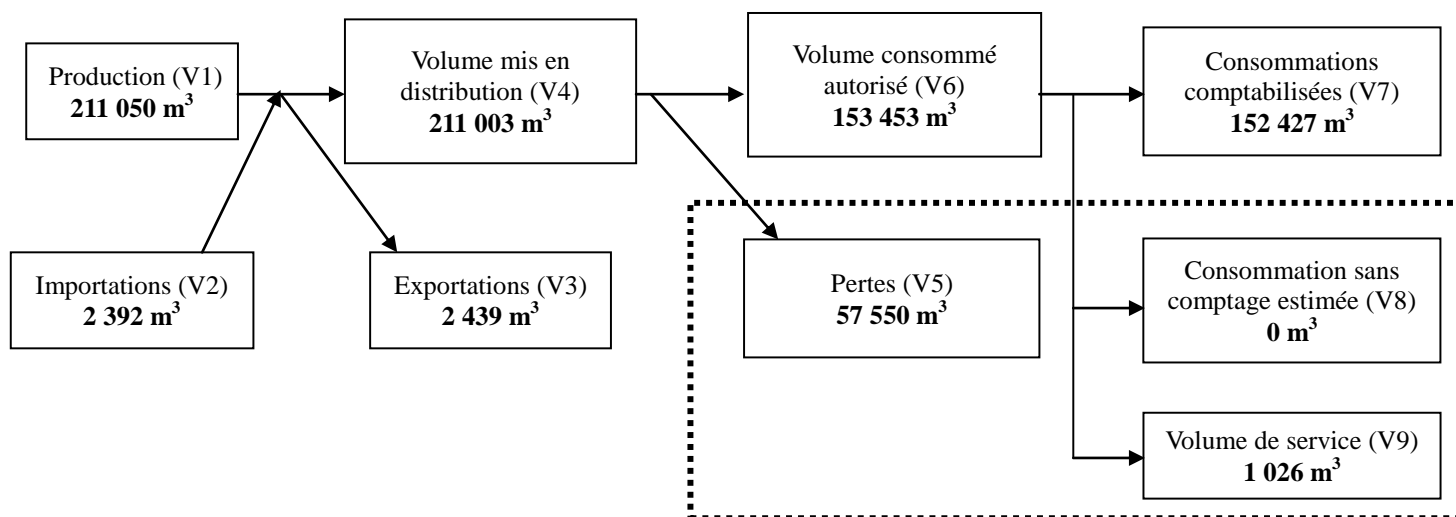 Production (V1)
211 050 m³
Volume mis en
distribution (V4)
211 003 m³
Volume consommé
autorisé (V6)
153 453 m³
Consommations
comptabilisées (V7)
152 427 m³
Importations (V2)
2 392 m³
Exportations (V3)
2 439 m³
Pertes (V5)
57 550 m³
Consommation sans
comptage estimée (V8)
0 m³
Volume de service (V9)
1 026 m³